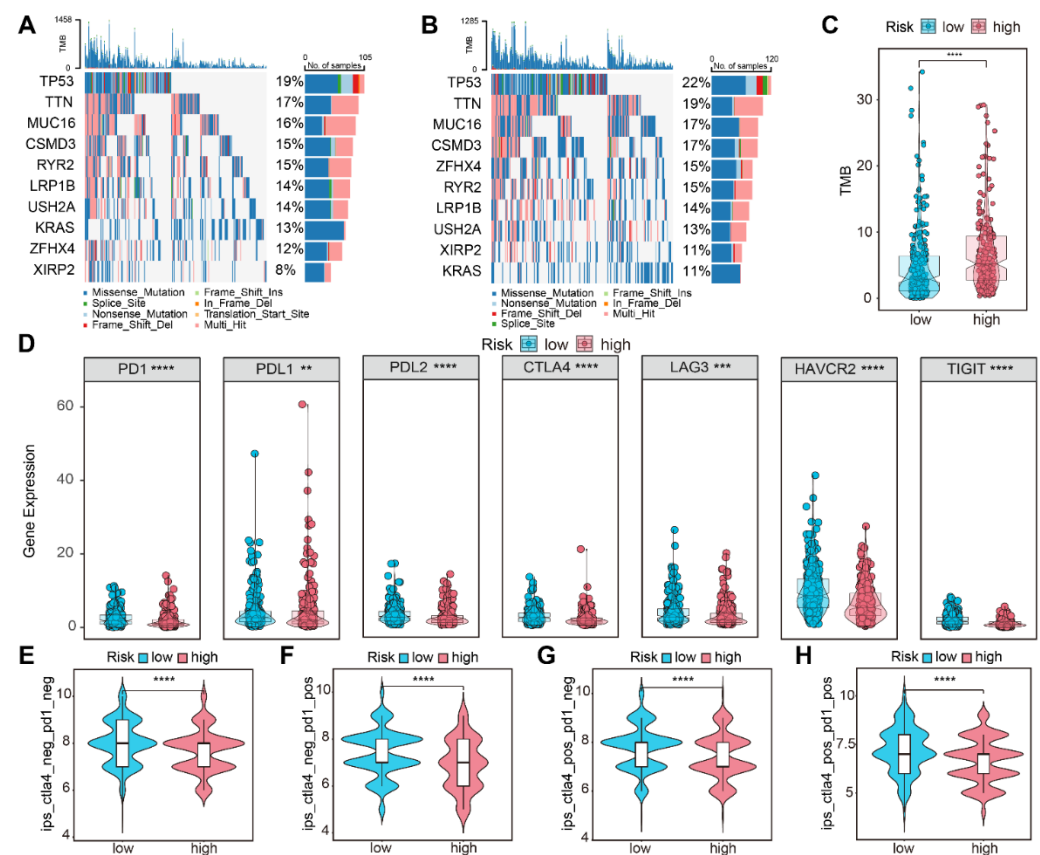 A
1458
TMB
0
No. of samples
0 105
TP53 19%
TTN 17%
MUC16 16%
CSMD3 15%
RYR2 15%
LRP1B 14%
USH2A 14%
KRAS 13%
ZFHX4 12%
XIRP2 8%
Missense_Mutation Frame_Shift_Ins
Splice_Site In_Frame_Del
Nonsense_Mutation Translation_Start_Site
Frame_Shift_Del Multi_Hit
B
1285
TMB
0
No. of samples
0 120
TP53 22%
TTN 19%
MUC16 17%
CSMD3 17%
ZFHX4 15%
RYR2 15%
LRP1B 14%
USH2A 13%
XIRP2 11%
KRAS 11%
Missense_Mutation Frame_Shift_Ins
Nonsense_Mutation In_Frame_Del
Frame_Shift_Del Multi_Hit
Splice_Site
C
Risk low high
****
TMB
30
20
10
0
low high
D
Risk low high
PD1 **** PDL1 ** PDL2 **** CTLA4 **** LAG3 *** HAVCR2 **** TIGIT ****
Gene Expression
60
40
20
0
E
Risk low high
****
ips_ctla4_neg_pd1_neg
10
8
6
4
low high
F
Risk low high
****
ips_ctla4_neg_pd1_pos
10
8
6
4
low high
G
Risk low high
****
ips_ctla4_pos_pd1_neg
10
8
6
4
low high
H
Risk low high
****
ips_ctla4_pos_pd1_pos
10.0
7.5
5.0
low high